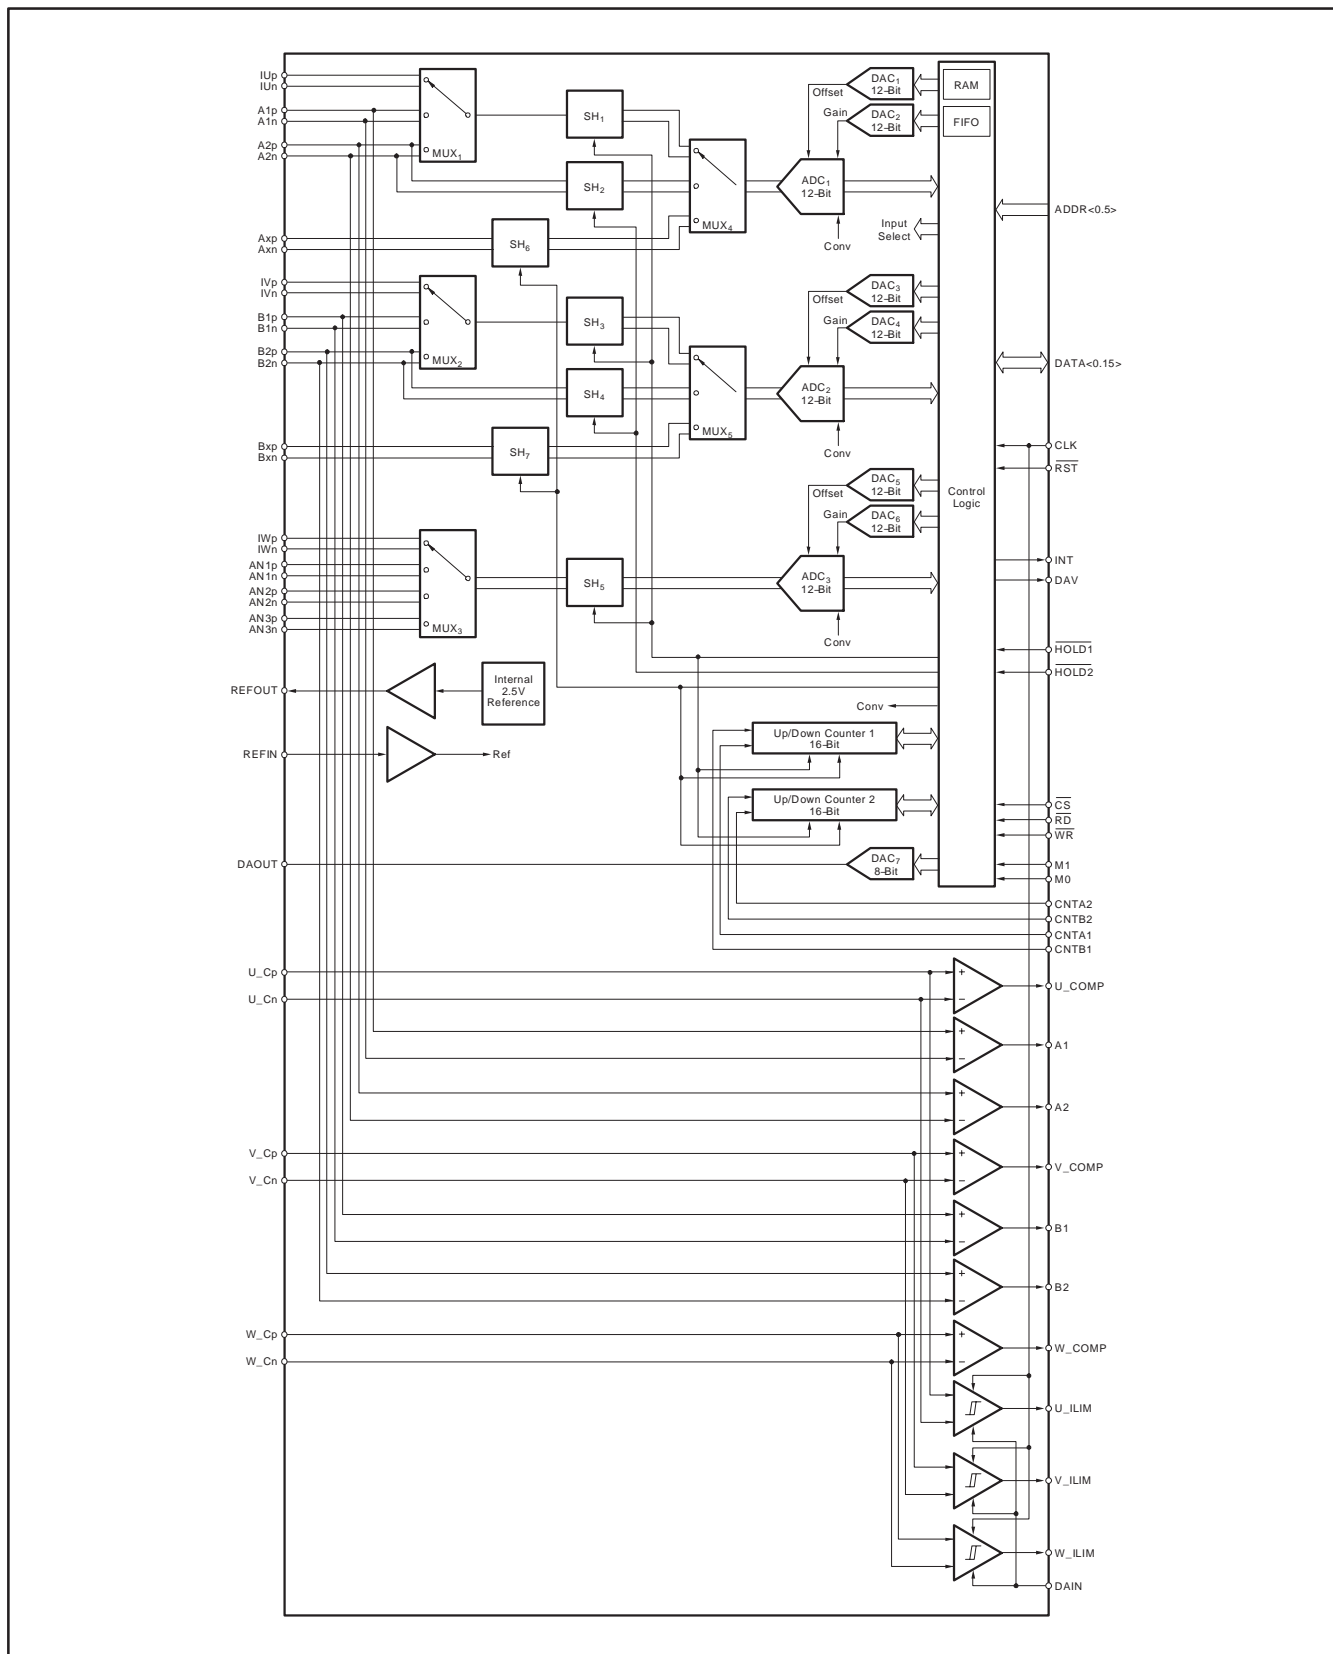 IUp
IUn
A1p
A1n
A2p
A2n
MUX₁
SH₁
SH₂
DAC₁
12-Bit
Offset
DAC₂
12-Bit
Gain
RAM
FIFO
ADC₁
12-Bit
MUX₄
Conv
Input
Select
ADDR<0.5>
Axp
Axn
SH₆
IVp
IVn
B1p
B1n
B2p
B2n
MUX₂
SH₃
SH₄
DAC₃
12-Bit
Offset
DAC₄
12-Bit
Gain
ADC₂
12-Bit
MUX₅
Conv
DATA<0.15>
Bxp
Bxn
SH₇
CLK
RST
Control
Logic
DAC₅
12-Bit
Offset
DAC₆
12-Bit
Gain
IWp
IWn
AN1p
AN1n
AN2p
AN2n
AN3p
AN3n
MUX₃
SH₅
ADC₃
12-Bit
Conv
INT
DAV
HOLD1
HOLD2
REFOUT
Internal
2.5V
Reference
Conv
REFIN
Ref
Up/Down Counter 1
16-Bit
Up/Down Counter 2
16-Bit
CS
RD
WR
DAOUT
DAC₇
8-Bit
M1
M0
CNTA2
CNTB2
CNTA1
CNTB1
U_Cp
U_Cn
+
−
U_COMP
+
−
A1
+
−
A2
V_Cp
V_Cn
+
−
V_COMP
+
−
B1
+
−
B2
W_Cp
W_Cn
+
−
W_COMP
U_ILIM
V_ILIM
W_ILIM
DAIN